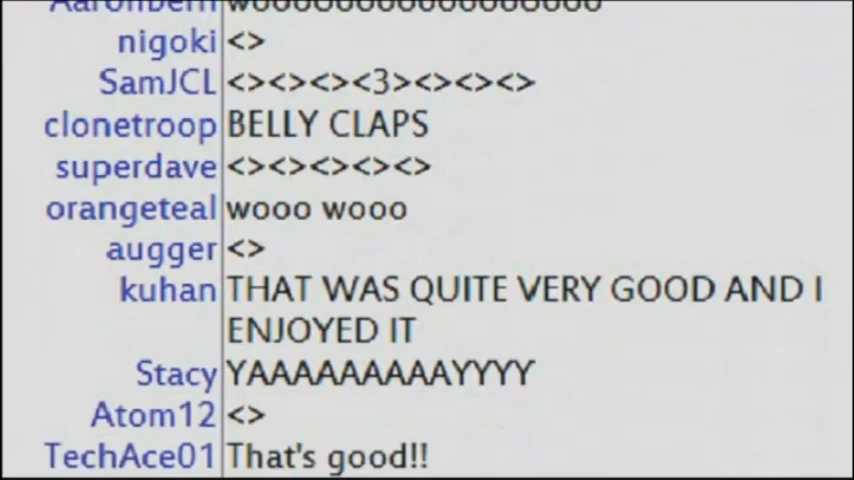 nigoki <>
SamJCL <><><><3><><><>
clonetroop BELLY CLAPS
superdave <><><><><>
orangeteal wooo wooo
augger <>
kuhan THAT WAS QUITE VERY GOOD AND I
ENJOYED IT
Stacy YAAAAAAAAAAYYYY
Atom12 <>
TechAce01 That's good!!